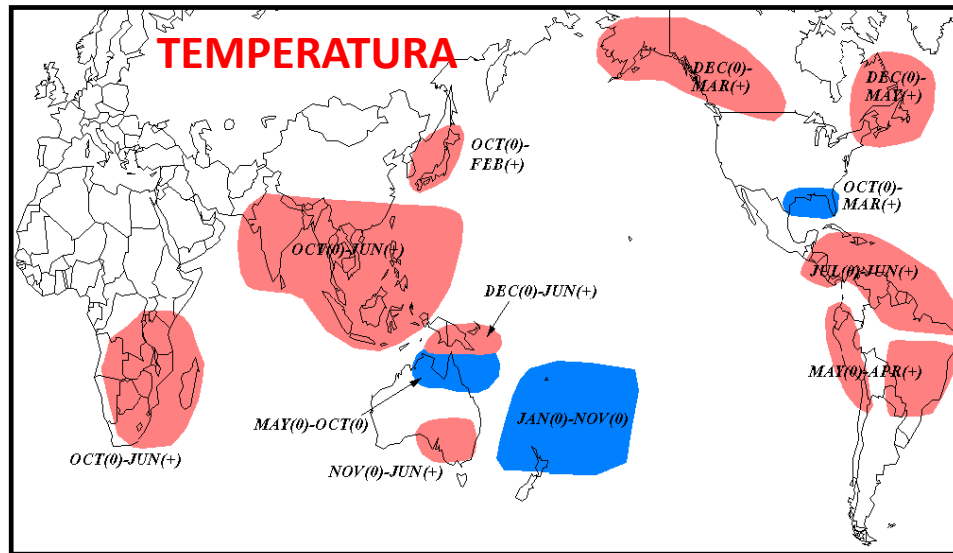 TEMPERATURA
DEC(0)-
MAR(+)
DEC(0)-
MAY(+)
OCT(0)-
FEB(+)
OCT(0)-
MAR(+)
OCT(0)-JUN(+)
JUL(0)-JUN(+)
DEC(0)-JUN(+)
MAY(0)-APR(+)
MAY(0)-OCT(0)
JAN(0)-NOV(0)
OCT(0)-JUN(+)
NOV(0)-JUN(+)